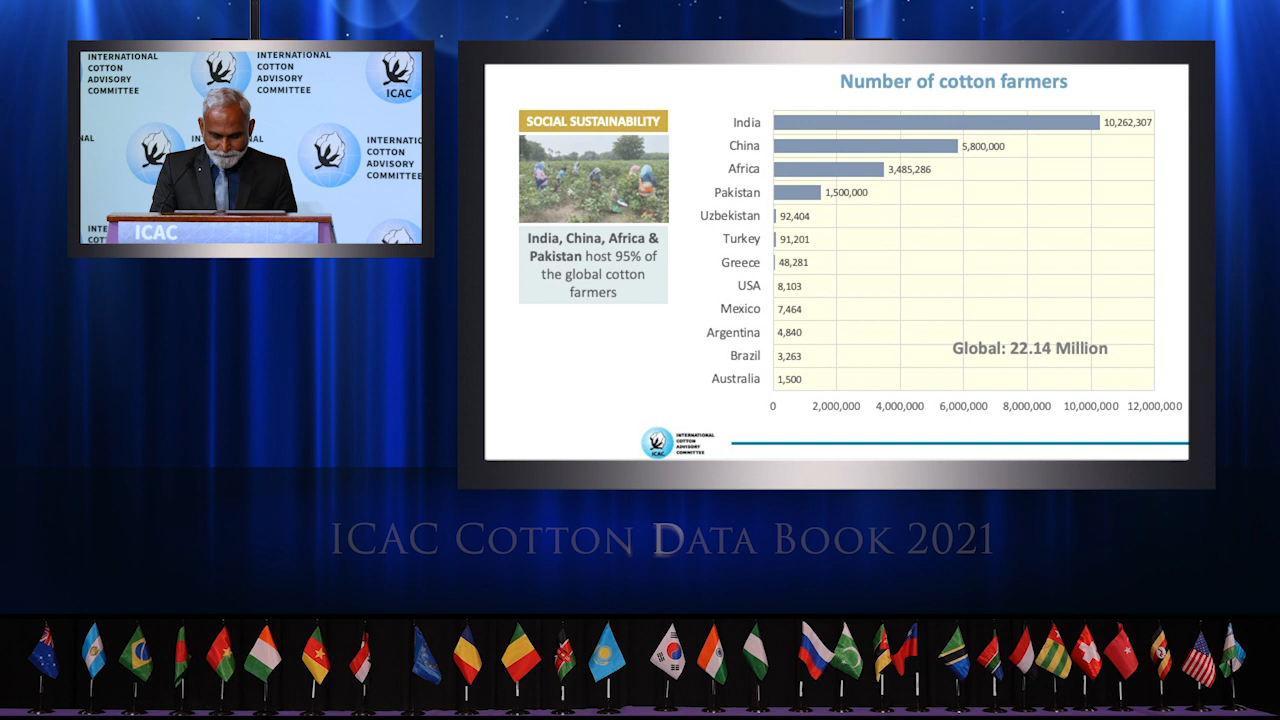 INTERNATIONAL
COTTON
ADVISORY
COMMITTEE
INTERNATIONAL
COTTON
ADVISORY
COMMITTEE
ICAC
COTTON
ADVISORY
COMMITTEE
ICAC
Number of cotton farmers
SOCIAL SUSTAINABILITY
India, China, Africa &
Pakistan host 95% of
the global cotton
farmers
India 10,262,307
China 5,800,000
Africa 3,485,286
Pakistan 1,500,000
Uzbekistan 92,404
Turkey 91,201
Greece 48,281
USA 8,103
Mexico 7,464
Argentina 4,840
Global: 22.14 Million
Brazil 3,263
Australia 1,500
0 2,000,000 4,000,000 6,000,000 8,000,000 10,000,000 12,000,000
ICAC
INTERNATIONAL
COTTON
ADVISORY
COMMITTEE
ICAC COTTON DATA BOOK 2021